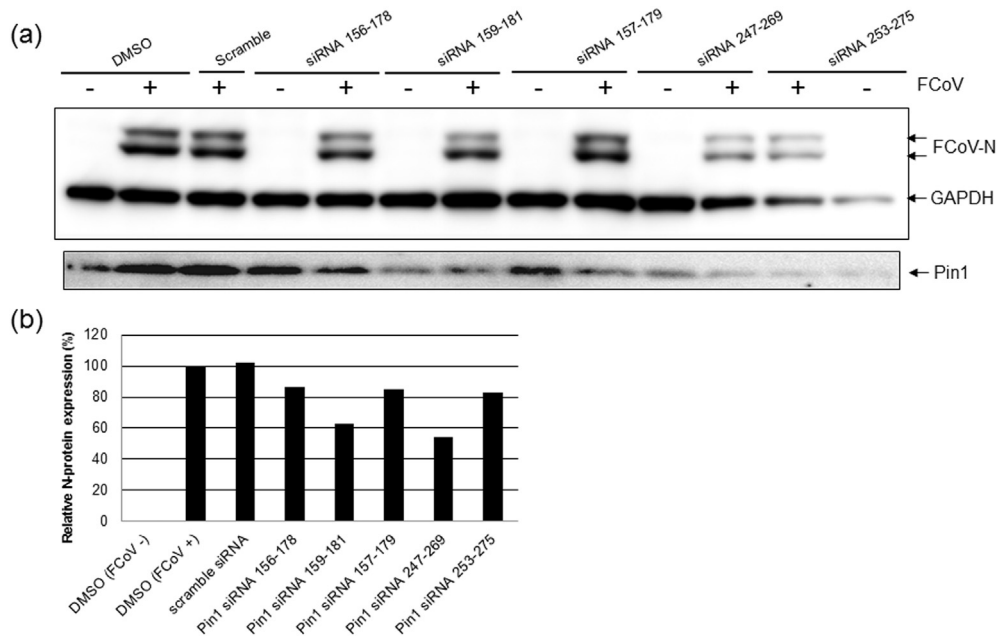 (a)
DMSO
Scramble
siRNA 156-178
siRNA 159-181
siRNA 157-179
siRNA 247-269
siRNA 253-275
- + + - + - + - + - + + - FCoV
FCoV-N
GAPDH
Pin1
(b)
Relative N-protein expression (%)
120
100
80
60
40
20
0
DMSO (FCoV -)
DMSO (FCoV +)
scramble siRNA
Pin1 siRNA 156-178
Pin1 siRNA 159-181
Pin1 siRNA 157-179
Pin1 siRNA 247-269
Pin1 siRNA 253-275